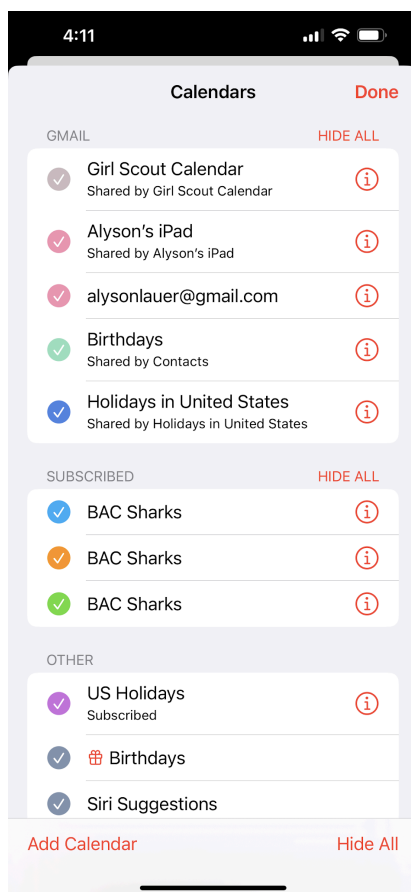 4:11
Calendars Done
GMAIL HIDE ALL
Girl Scout Calendar
Shared by Girl Scout Calendar
Alyson’s iPad
Shared by Alyson’s iPad
alysonlauer@gmail.com
Birthdays
Shared by Contacts
Holidays in United States
Shared by Holidays in United States
SUBSCRIBED HIDE ALL
BAC Sharks
BAC Sharks
BAC Sharks
OTHER
US Holidays
Subscribed
Birthdays
Siri Suggestions
Add Calendar Hide All